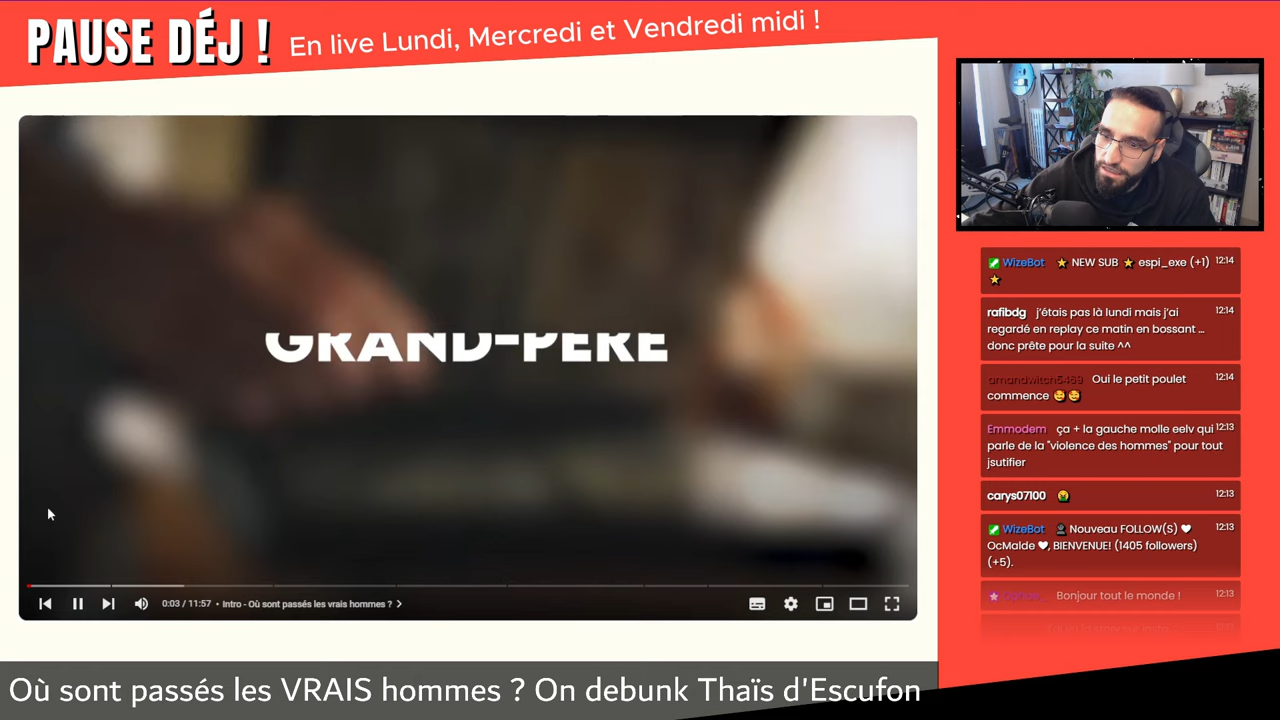 PAUSE DÉJ !
En live Lundi, Mercredi et Vendredi midi !
GRAND-PÈRE
0:03 / 11:57 • Intro - Où sont passés les vrais hommes ?
WizeBot ⭐ NEW SUB ⭐ espi_exe (+1) 12:14
⭐
rafibdg j'étais pas là lundi mais j'ai 12:14
regardé en replay ce matin en bossant ...
donc prête pour la suite ^^
amandwitch5469 Oui le petit poulet 12:14
commence
Emmodem ça + la gauche molle eelv qui 12:13
parle de la "violence des hommes" pour tout
jsutifier
carys07100 12:13
WizeBot Nouveau FOLLOW(S) ♥ 12:13
OcMalde ♥, BIENVENUE! (1405 followers)
(+5).
Bonjour tout le monde ! 12:13
Où sont passés les VRAIS hommes ? On debunk Thaïs d'Escufon